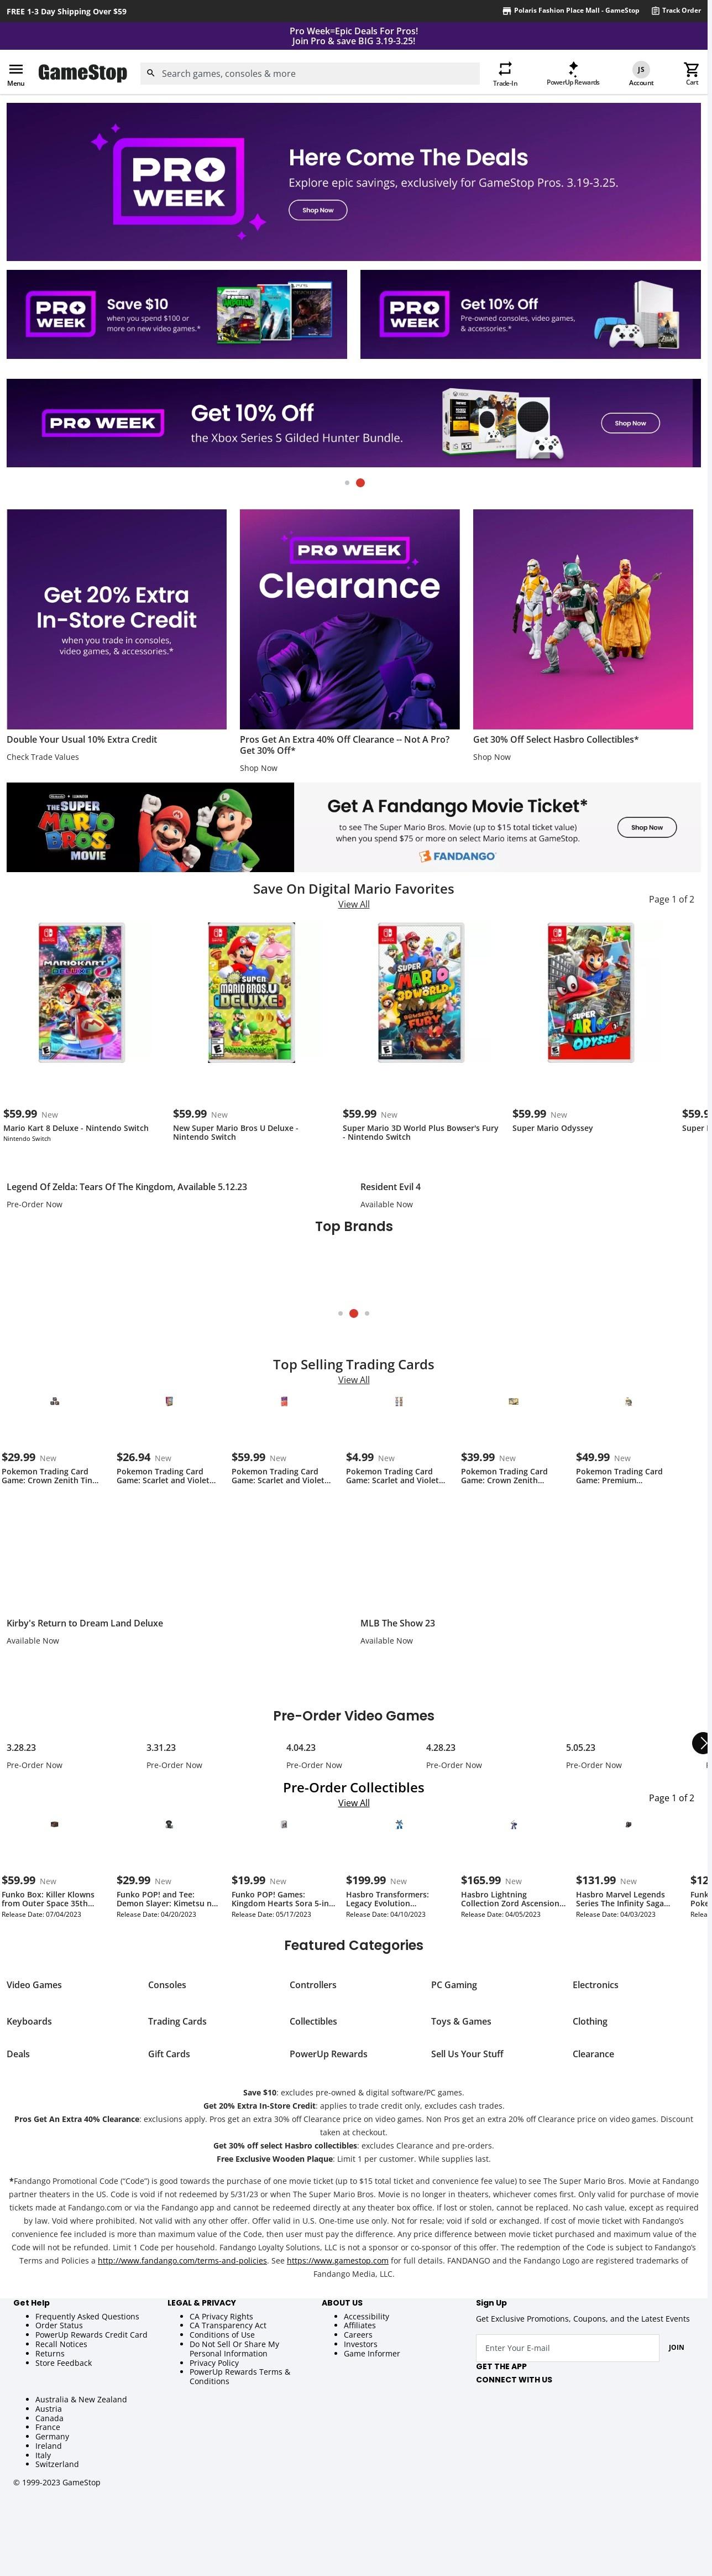 FREE 1-3 Day Shipping Over $59
Polaris Fashion Place Mall - GameStop
Track Order
Pro Week=Epic Deals For Pros!
Join Pro & save BIG 3.19-3.25!
Menu
GameStop
Search games, consoles & more
Trade-In
PowerUp Rewards
JS
Account
Cart
PRO
WEEK
Here Come The Deals
Explore epic savings, exclusively for GameStop Pros. 3.19-3.25.
Shop Now
PRO
WEEK
Save $10
when you spend $100 or
more on new video games.*
PRO
WEEK
Get 10% Off
Pre-owned consoles, video games,
& accessories.*
PRO WEEK
Get 10% Off
the Xbox Series S Gilded Hunter Bundle.
Shop Now
Get 20% Extra
In-Store Credit
when you trade in consoles,
video games, & accessories.*
PRO WEEK
Clearance
Double Your Usual 10% Extra Credit
Check Trade Values
Pros Get An Extra 40% Off Clearance -- Not A Pro?
Get 30% Off*
Shop Now
Get 30% Off Select Hasbro Collectibles*
Shop Now
THE SUPER
MARIO
BROS.
MOVIE
Get A Fandango Movie Ticket*
to see The Super Mario Bros. Movie (up to $15 total ticket value)
when you spend $75 or more on select Mario items at GameStop.
FANDANGO
Shop Now
Save On Digital Mario Favorites
View All
Page 1 of 2
MARIOKART
8 DELUXE
NEW
SUPER
MARIO BROS. U
DELUXE
SUPER
MARIO
3D WORLD
BOWSER'S
FURY
SUPER MARIO
ODYSSEY
$59.99 New
Mario Kart 8 Deluxe - Nintendo Switch
Nintendo Switch
$59.99 New
New Super Mario Bros U Deluxe -
Nintendo Switch
$59.99 New
Super Mario 3D World Plus Bowser's Fury
- Nintendo Switch
$59.99 New
Super Mario Odyssey
$59.9
Super
Legend Of Zelda: Tears Of The Kingdom, Available 5.12.23
Pre-Order Now
Resident Evil 4
Available Now
Top Brands
Top Selling Trading Cards
View All
$29.99 New
Pokemon Trading Card
Game: Crown Zenith Tin...
$26.94 New
Pokemon Trading Card
Game: Scarlet and Violet...
$59.99 New
Pokemon Trading Card
Game: Scarlet and Violet...
$4.99 New
Pokemon Trading Card
Game: Scarlet and Violet...
$39.99 New
Pokemon Trading Card
Game: Crown Zenith...
$49.99 New
Pokemon Trading Card
Game: Premium...
Kirby's Return to Dream Land Deluxe
Available Now
MLB The Show 23
Available Now
Pre-Order Video Games
3.28.23
Pre-Order Now
3.31.23
Pre-Order Now
4.04.23
Pre-Order Now
4.28.23
Pre-Order Now
5.05.23
Pre-Order Now
Pre-Order Collectibles
View All
Page 1 of 2
$59.99 New
Funko Box: Killer Klowns
from Outer Space 35th...
Release Date: 07/04/2023
$29.99 New
Funko POP! and Tee:
Demon Slayer: Kimetsu n...
Release Date: 04/20/2023
$19.99 New
Funko POP! Games:
Kingdom Hearts Sora 5-in...
Release Date: 05/17/2023
$199.99 New
Hasbro Transformers:
Legacy Evolution...
Release Date: 04/10/2023
$165.99 New
Hasbro Lightning
Collection Zord Ascension...
Release Date: 04/05/2023
$131.99 New
Hasbro Marvel Legends
Series The Infinity Saga...
Release Date: 04/03/2023
$12
Funk
Poke
Relea
Featured Categories
Video Games
Consoles
Controllers
PC Gaming
Electronics
Keyboards
Trading Cards
Collectibles
Toys & Games
Clothing
Deals
Gift Cards
PowerUp Rewards
Sell Us Your Stuff
Clearance
Save $10: excludes pre-owned & digital software/PC games.
Get 20% Extra In-Store Credit: applies to trade credit only, excludes cash trades.
Pros Get An Extra 40% Clearance: exclusions apply. Pros get an extra 30% off Clearance price on video games. Non Pros get an extra 20% off Clearance price on video games. Discount
taken at checkout.
Get 30% off select Hasbro collectibles: excludes Clearance and pre-orders.
Free Exclusive Wooden Plaque: Limit 1 per customer. While supplies last.
*Fandango Promotional Code (“Code”) is good towards the purchase of one movie ticket (up to $15 total ticket and convenience fee value) to see The Super Mario Bros. Movie at Fandango
partner theaters in the US. Code is void if not redeemed by 5/31/23 or when The Super Mario Bros. Movie is no longer in theaters, whichever comes first. Only valid for purchase of movie
tickets made at Fandango.com or via the Fandango app and cannot be redeemed directly at any theater box office. If lost or stolen, cannot be replaced. No cash value, except as required
by law. Void where prohibited. Not valid with any other offer. Offer valid in U.S. One-time use only. Not for resale; void if sold or exchanged. If cost of movie ticket with Fandango’s
convenience fee included is more than maximum value of the Code, then user must pay the difference. Any price difference between movie ticket purchased and maximum value of the
Code will not be refunded. Limit 1 Code per household. Fandango Loyalty Solutions, LLC is not a sponsor or co-sponsor of this offer. The redemption of the Code is subject to Fandango’s
Terms and Policies a http://www.fandango.com/terms-and-policies. See https://www.gamestop.com for full details. FANDANGO and the Fandango Logo are registered trademarks of
Fandango Media, LLC.
Get Help
Frequently Asked Questions
Order Status
PowerUp Rewards Credit Card
Recall Notices
Returns
Store Feedback
LEGAL & PRIVACY
CA Privacy Rights
CA Transparency Act
Conditions of Use
Do Not Sell Or Share My
Personal Information
Privacy Policy
PowerUp Rewards Terms &
Conditions
ABOUT US
Accessibility
Affiliates
Careers
Investors
Game Informer
Sign Up
Get Exclusive Promotions, Coupons, and the Latest Events
Enter Your E-mail
JOIN
GET THE APP
CONNECT WITH US
Australia & New Zealand
Austria
Canada
France
Germany
Ireland
Italy
Switzerland
© 1999-2023 GameStop